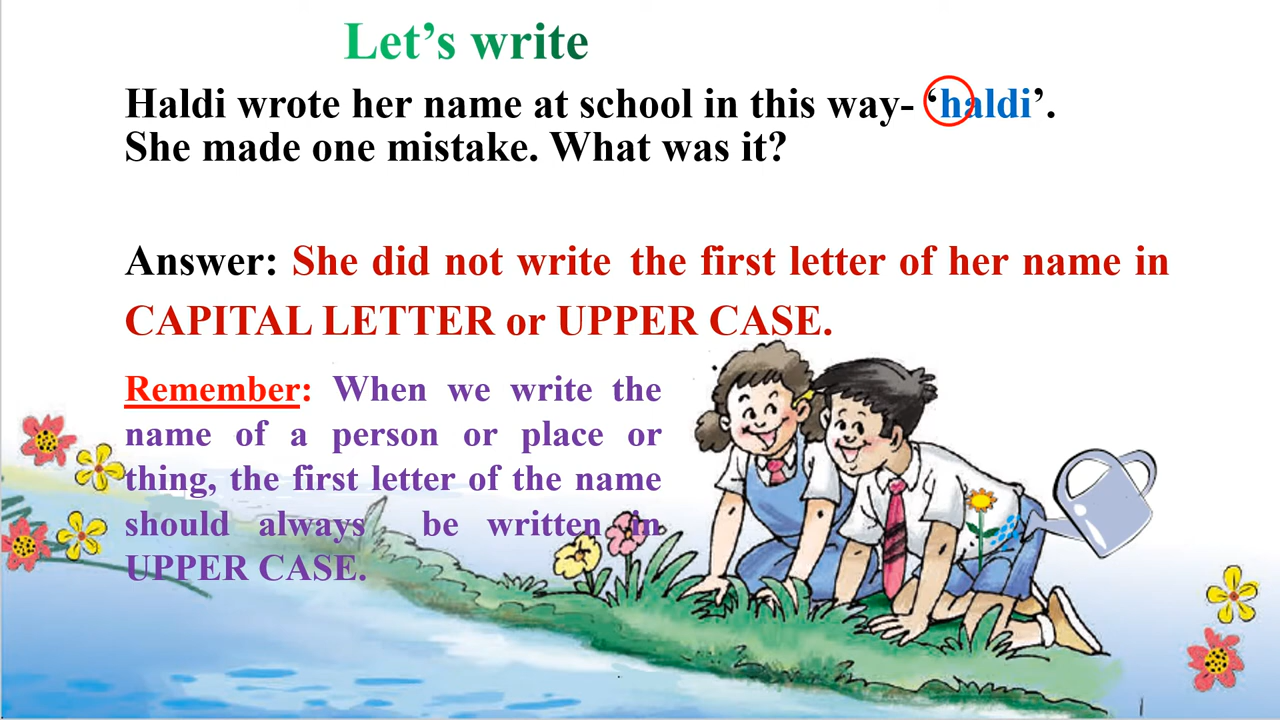 Let’s write
Haldi wrote her name at school in this way- ‘haldi’.
She made one mistake. What was it?
Answer: She did not write the first letter of her name in
CAPITAL LETTER or UPPER CASE.
Remember: When we write the
name of a person or place or
thing, the first letter of the name
should always be written in
UPPER CASE.